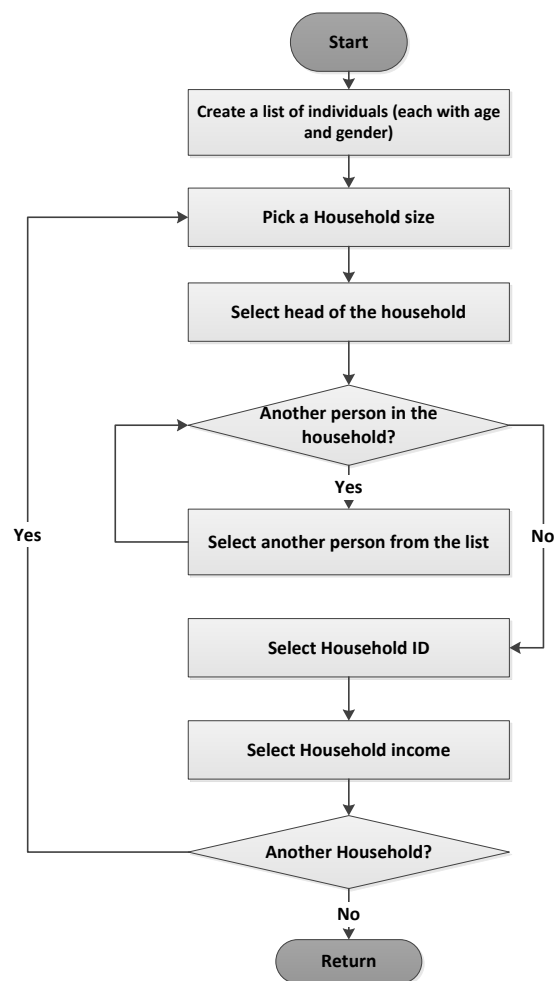 Start
Create a list of individuals (each with age
and gender)
Pick a Household size
Select head of the household
Another person in the
household?
Yes
Select another person from the list
Yes
No
Select Household ID
Select Household income
Another Household?
No
Return